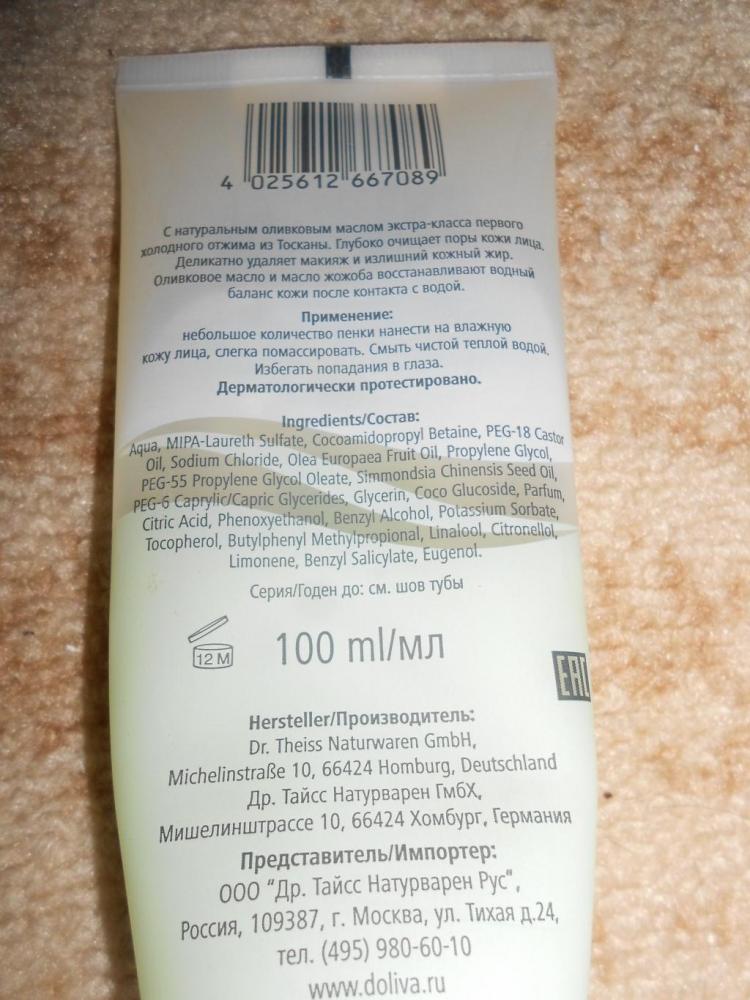 4 025612 667089
С натуральным оливковым маслом экстра-класса первого
холодного отжима из Тосканы. Глубоко очищает поры кожи лица.
Деликатно удаляет макияж и излишний кожный жир.
Оливковое масло и масло жожоба восстанавливают водный
баланс кожи после контакта с водой.
Применение:
небольшое количество пенки нанести на влажную
кожу лица, слегка помассировать. Смыть чистой теплой водой.
Избегать попадания в глаза.
Дерматологически протестировано.
Ingredients/Состав:
Aqua, MIPA-Laureth Sulfate, Cocoamidopropyl Betaine, PEG-18 Castor
Oil, Sodium Chloride, Olea Europaea Fruit Oil, Propylene Glycol,
PEG-55 Propylene Glycol Oleate, Simmondsia Chinensis Seed Oil,
PEG-6 Caprylic/Capric Glycerides, Glycerin, Coco Glucoside, Parfum,
Citric Acid, Phenoxyethanol, Benzyl Alcohol, Potassium Sorbate,
Tocopherol, Butylphenyl Methylpropional, Linalool, Citronellol,
Limonene, Benzyl Salicylate, Eugenol.
Серия/Годен до: см. шов тубы
12 M
100 ml/мл
EAC
Hersteller/Производитель:
Dr. Theiss Naturwaren GmbH,
Michelinstraße 10, 66424 Homburg, Deutschland
Др. Тайсс Натурварен ГмбХ,
Мишелинштрассе 10, 66424 Хомбург, Германия
Представитель/Импортер:
ООО "Др. Тайсс Натурварен Рус",
Россия, 109387, г. Москва, ул. Тихая д.24,
тел. (495) 980-60-10
www.doliva.ru